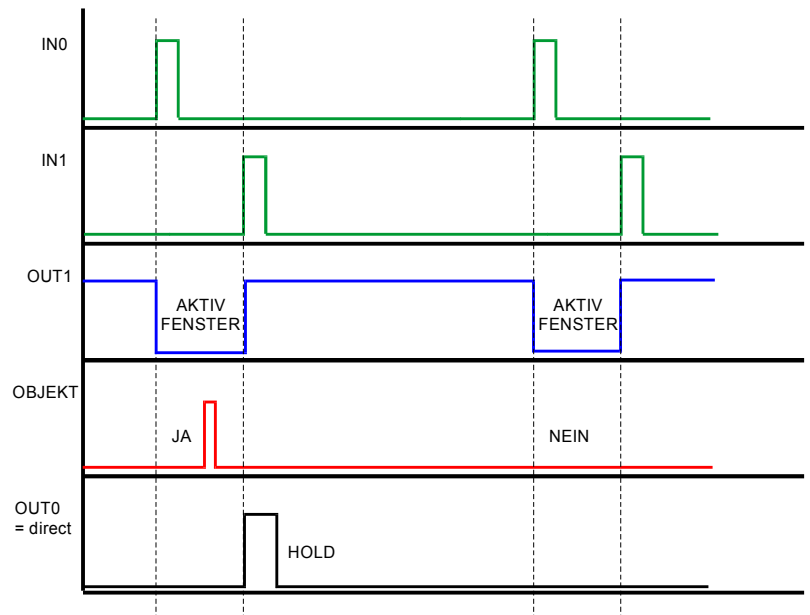 IN0
IN1
OUT1
AKTIV
FENSTER
AKTIV
FENSTER
OBJEKT
JA
NEIN
OUT0
= direct
HOLD